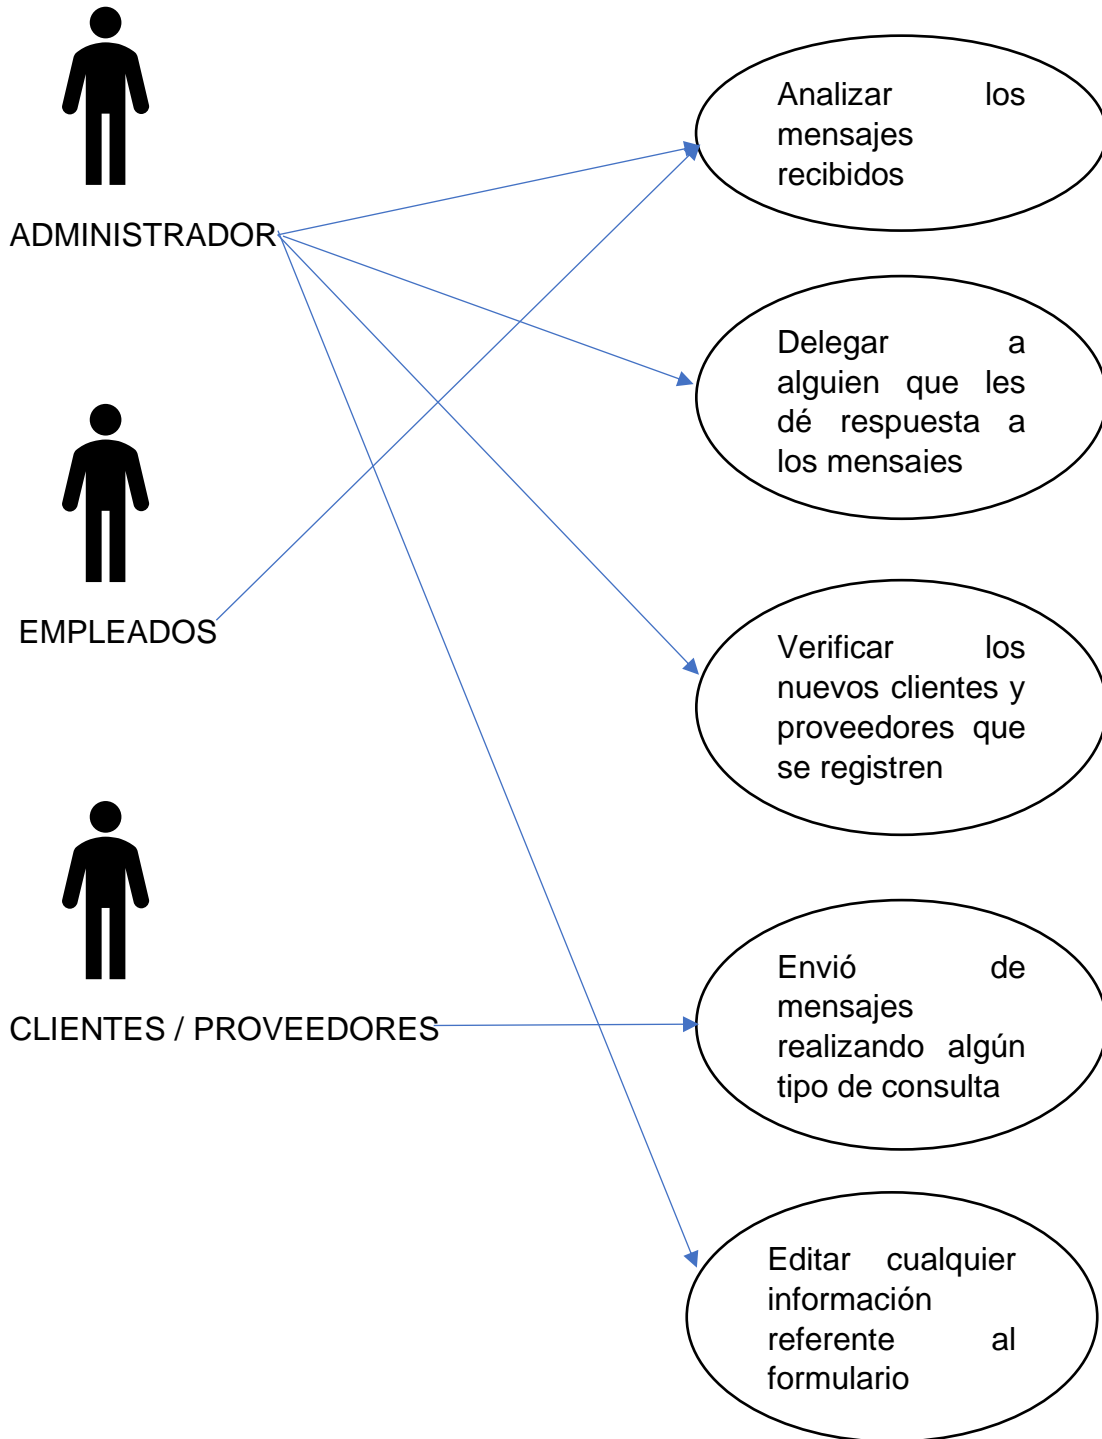 ADMINISTRADOR
EMPLEADOS
CLIENTES / PROVEEDORES
Analizar los
mensajes
recibidos
Delegar a
alguien que les
dé respuesta a
los mensajes
Verificar los
nuevos clientes y
proveedores que
se registren
Envió de
mensajes
realizando algún
tipo de consulta
Editar cualquier
información
referente al
formulario